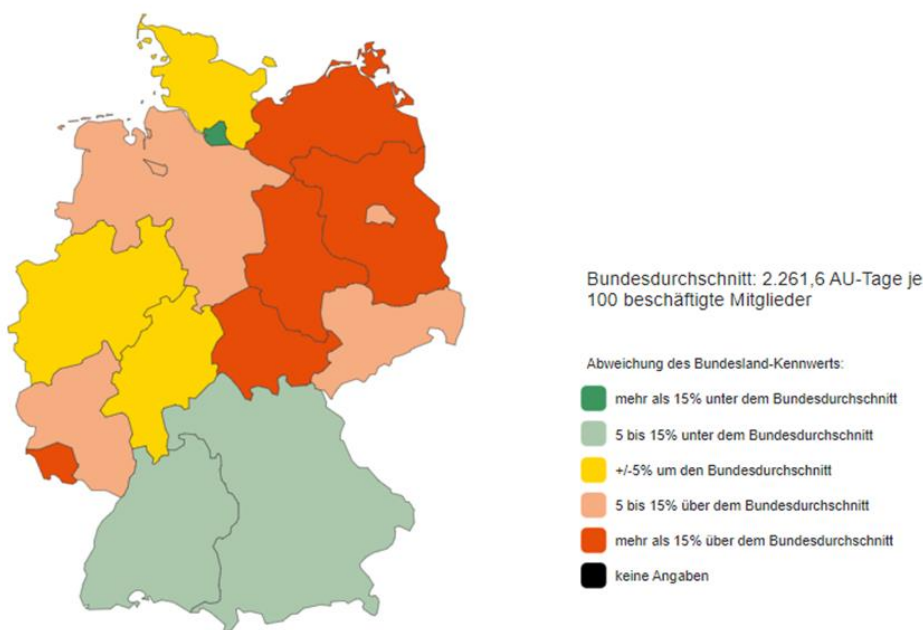 Bundesdurchschnitt: 2.261,6 AU-Tage je
100 beschäftigte Mitglieder
Abweichung des Bundesland-Kennwerts:
mehr als 15% unter dem Bundesdurchschnitt
5 bis 15% unter dem Bundesdurchschnitt
+/-5% um den Bundesdurchschnitt
5 bis 15% über dem Bundesdurchschnitt
mehr als 15% über dem Bundesdurchschnitt
keine Angaben